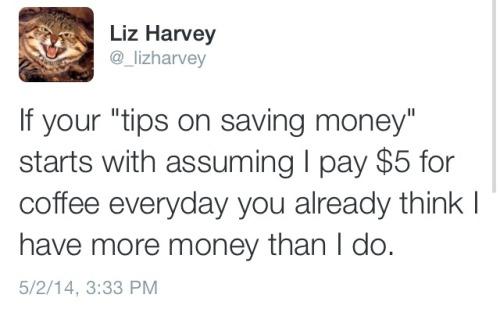 Liz Harvey
@_lizharvey
If your "tips on saving money"
starts with assuming I pay $5 for
coffee everyday you already think I
have more money than I do.
5/2/14, 3:33 PM